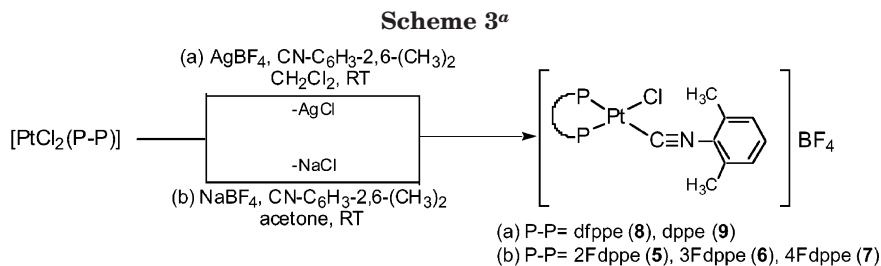 Scheme 3a
(a) AgBF4, CN-C6H3-2,6-(CH3)2
CH2Cl2, RT
-AgCl
[PtCl2(P-P)]
-NaCl
(b) NaBF4, CN-C6H3-2,6-(CH3)2
acetone, RT
P
P
Pt
Cl
C≡N
H3C
H3C
BF4
(a) P-P= dfppe (8), dppe (9)
(b) P-P= 2Fdppe (5), 3Fdppe (6), 4Fdppe (7)